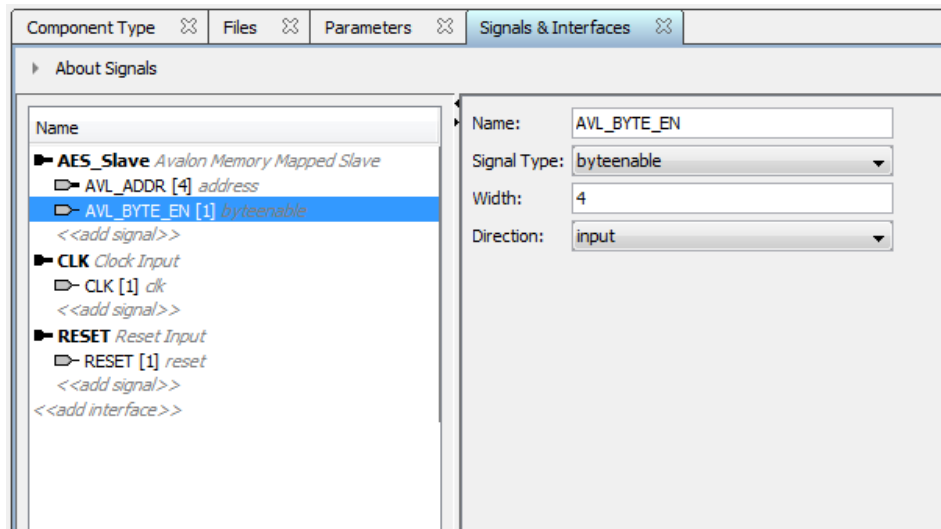 Component Type Files Parameters Signals & Interfaces
About Signals
Name
AES_Slave Avalon Memory Mapped Slave
AVL_ADDR [4] address
AVL_BYTE_EN [1] byteenable
<<add signal>>
CLK Clock Input
CLK [1] clk
<<add signal>>
RESET Reset Input
RESET [1] reset
<<add signal>>
<<add interface>>
Name: AVL_BYTE_EN
Signal Type: byteenable
Width: 4
Direction: input